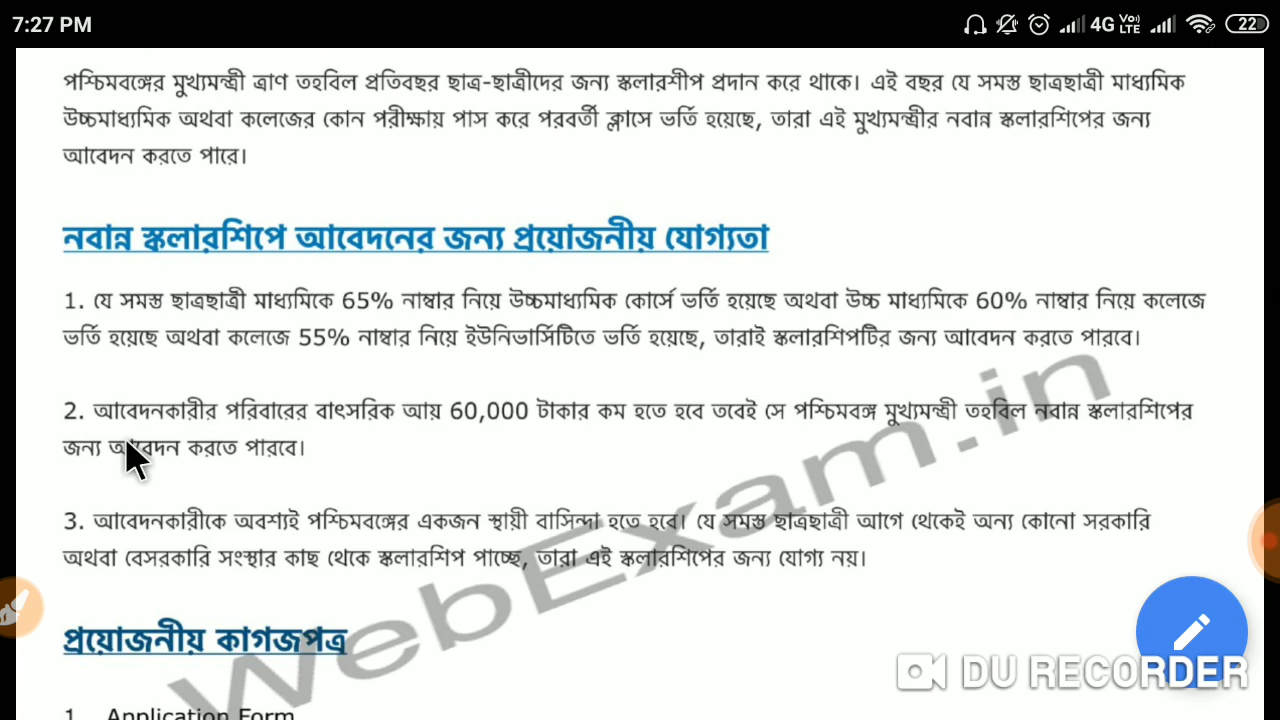 7:27 PM
4G VoLTE
22
পশ্চিমবঙ্গের মুখ্যমন্ত্রী ত্রাণ তহবিল প্রতিবছর ছাত্র-ছাত্রীদের জন্য স্কলারশীপ প্রদান করে থাকে। এই বছর যে সমস্ত ছাত্রছাত্রী মাধ্যমিক
উচ্চমাধ্যমিক অথবা কলেজের কোন পরীক্ষায় পাস করে পরবর্তী ক্লাসে ভর্তি হয়েছে, তারা এই মুখ্যমন্ত্রীর নবান্ন স্কলারশিপের জন্য
আবেদন করতে পারে।
নবান্ন স্কলারশিপে আবেদনের জন্য প্রয়োজনীয় যোগ্যতা
1. যে সমস্ত ছাত্রছাত্রী মাধ্যমিকে 65% নাম্বার নিয়ে উচ্চমাধ্যমিক কোর্সে ভর্তি হয়েছে অথবা উচ্চ মাধ্যমিকে 60% নাম্বার নিয়ে কলেজে
ভর্তি হয়েছে অথবা কলেজে 55% নাম্বার নিয়ে ইউনিভার্সিটিতে ভর্তি হয়েছে, তারাই স্কলারশিপটির জন্য আবেদন করতে পারবে।
2. আবেদনকারীর পরিবারের বাৎসরিক আয় 60,000 টাকার কম হতে হবে তবেই সে পশ্চিমবঙ্গ মুখ্যমন্ত্রী তহবিল নবান্ন স্কলারশিপের
জন্য আবেদন করতে পারবে।
3. আবেদনকারীকে অবশ্যই পশ্চিমবঙ্গের একজন স্থায়ী বাসিন্দা হতে হবে। যে সমস্ত ছাত্রছাত্রী আগে থেকেই অন্য কোনো সরকারি
অথবা বেসরকারি সংস্থার কাছ থেকে স্কলারশিপ পাচ্ছে, তারা এই স্কলারশিপের জন্য যোগ্য নয়।
WebExam.in
প্রয়োজনীয় কাগজপত্র
DU RECORDER
1. Application Form